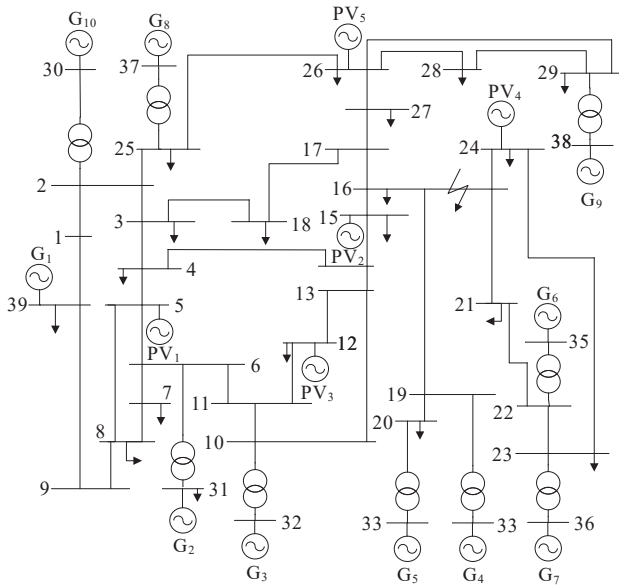 G10 G8 PV5
30 37 26 28 29
PV4
25 27 24 38
17
2 16 G9
3 18 15
1 PV2
G1 4
39 5 13 21 G6
PV1 12 35
6 PV3
7 11 19 22
8 10 20 23
9 31 32 33 33 36
G2 G3 G5 G4 G7